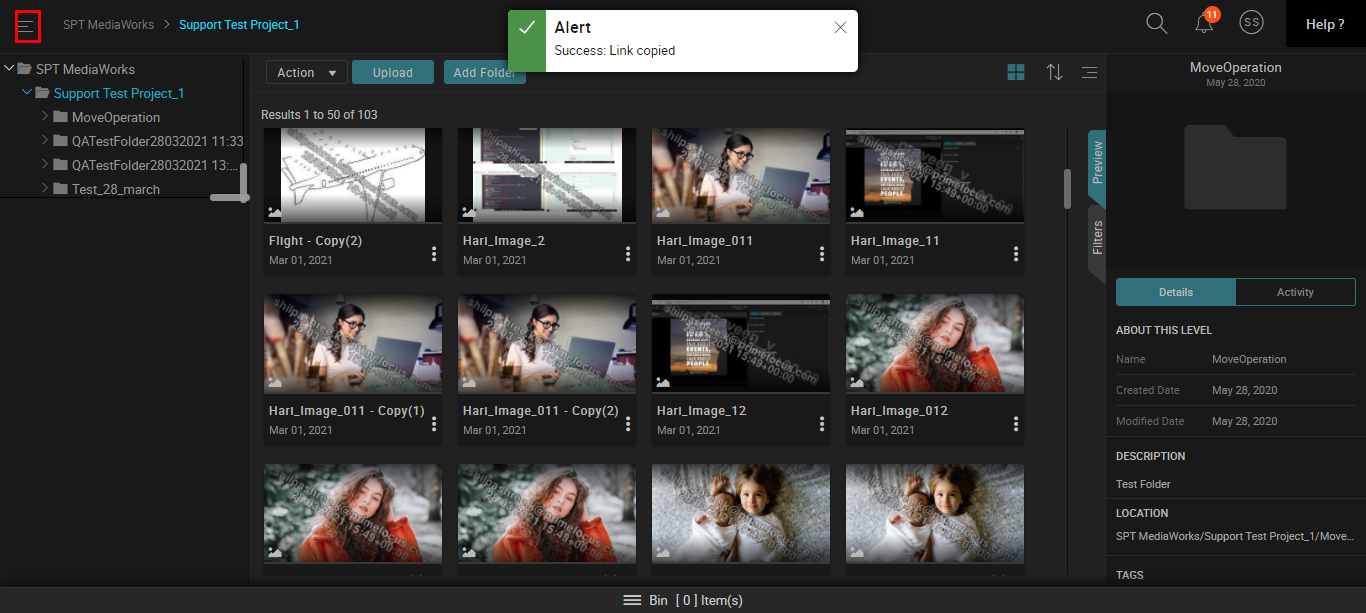 SPT MediaWorks > Support Test Project_1
Alert
Success: Link copied
11
SS
Help ?
SPT MediaWorks
Support Test Project_1
MoveOperation
QATestFolder28032021 11:33
QATestFolder28032021 13:...
Test_28_march
Action
Upload
Add Folder
Results 1 to 50 of 103
Flight - Copy(2)
Mar 01, 2021
Hari_Image_2
Mar 01, 2021
Hari_Image_011
Mar 01, 2021
Hari_Image_11
Mar 01, 2021
Hari_Image_011 - Copy(1)
Mar 01, 2021
Hari_Image_011 - Copy(2)
Mar 01, 2021
Hari_Image_12
Mar 01, 2021
Hari_Image_012
Mar 01, 2021
Preview
Filters
MoveOperation
May 28, 2020
Details
Activity
ABOUT THIS LEVEL
Name MoveOperation
Created Date May 28, 2020
Modified Date May 28, 2020
DESCRIPTION
Test Folder
LOCATION
SPT MediaWorks/Support Test Project_1/Move...
TAGS
Bin [ 0 ] Item(s)